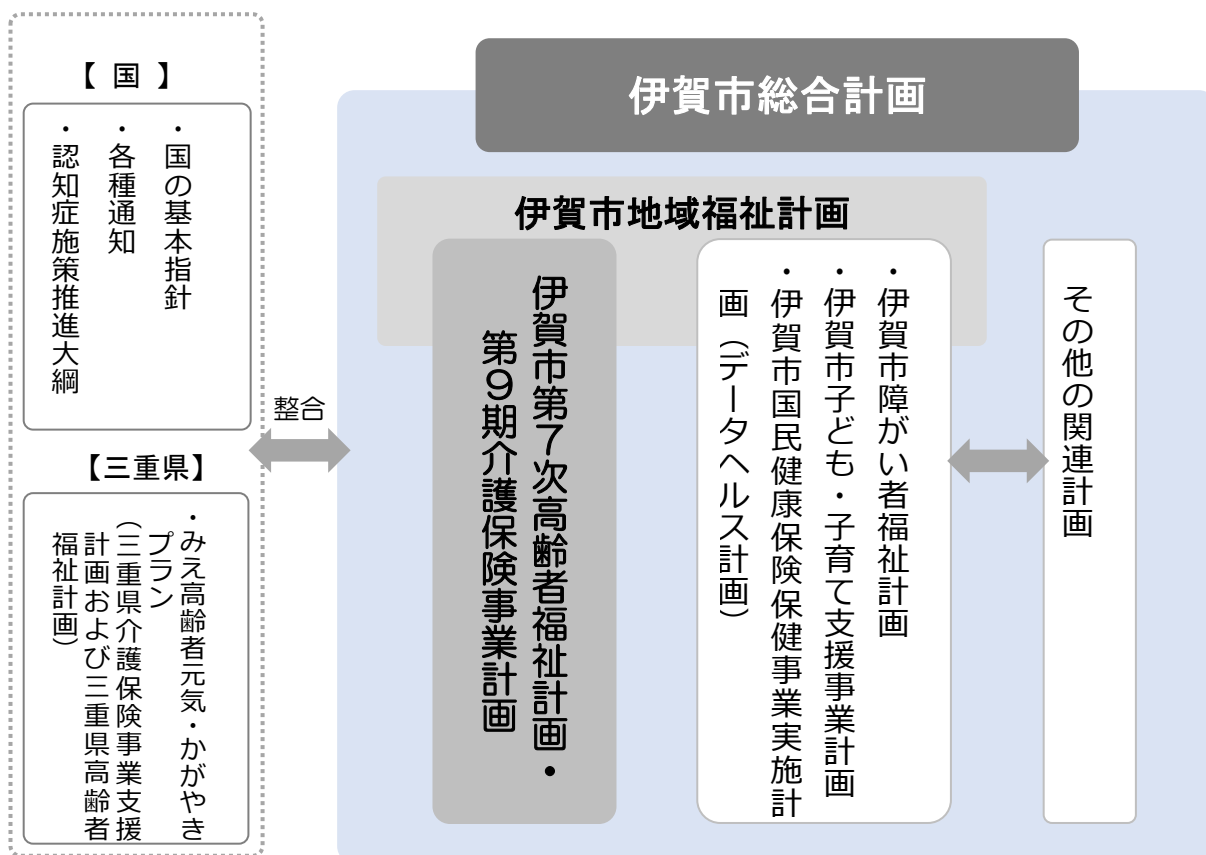 【 国 】
・国の基本指針
・各種通知
・認知症施策推進大綱
【三重県】
・みえ高齢者元気・かがやき
プラン
（三重県介護保険事業支援
計画および三重県高齢者
福祉計画）
整合
伊賀市総合計画
伊賀市地域福祉計画
伊賀市第７次高齢者福祉計画・
第９期介護保険事業計画
・伊賀市障がい者福祉計画
・伊賀市子ども・子育て支援事業計画
・伊賀市国民健康保険保健事業実施計
画（データヘルス計画）
その他の関連計画